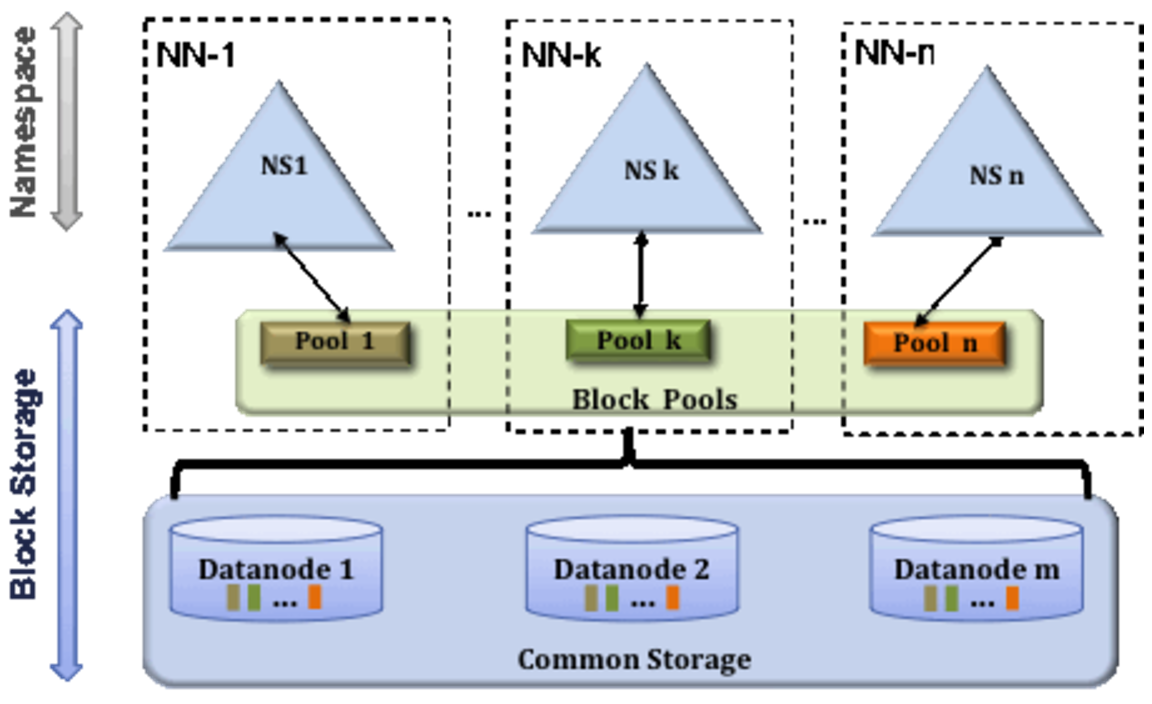 Namespace
NN-1
NN-k
NN-n
NS1
NS k
NS n
...
...
Pool 1
Pool k
Pool n
Block Pools
Block Storage
Datanode 1
...
Datanode 2
...
Datanode m
...
Common Storage